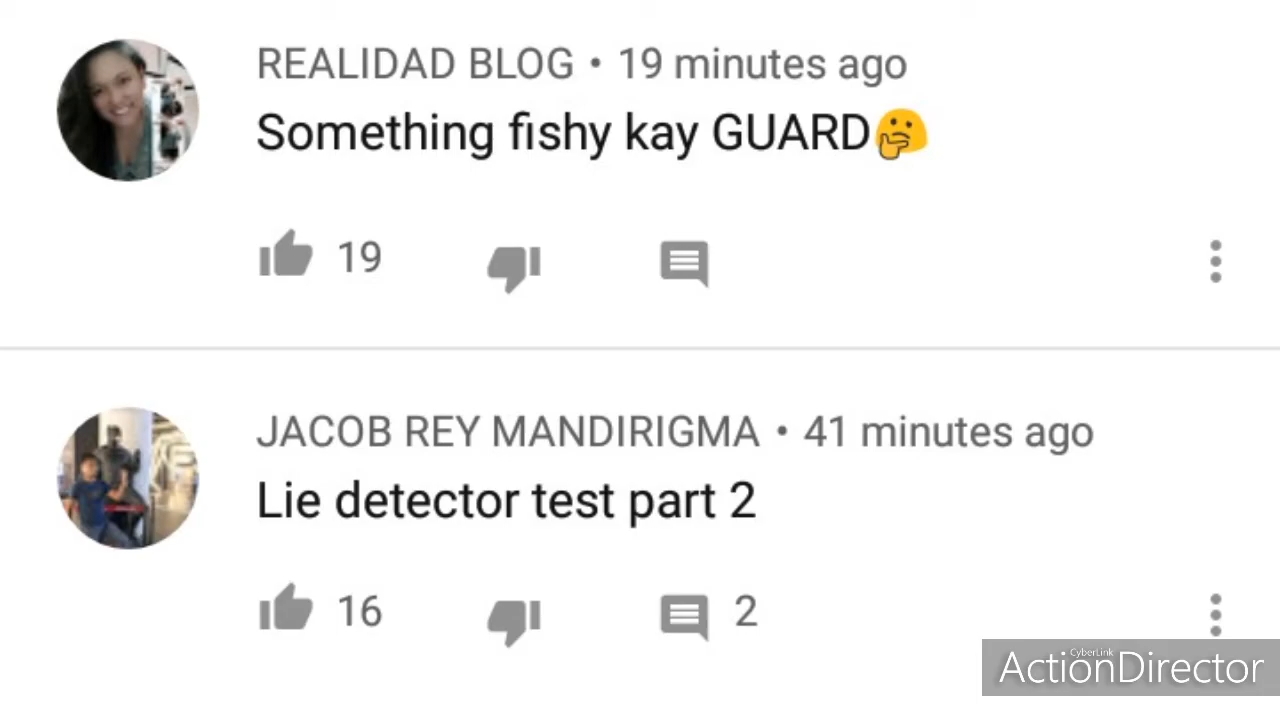 REALIDAD BLOG • 19 minutes ago
Something fishy kay GUARD🤔
19
JACOB REY MANDIRIGMA • 41 minutes ago
Lie detector test part 2
16 2
CyberLink
ActionDirector